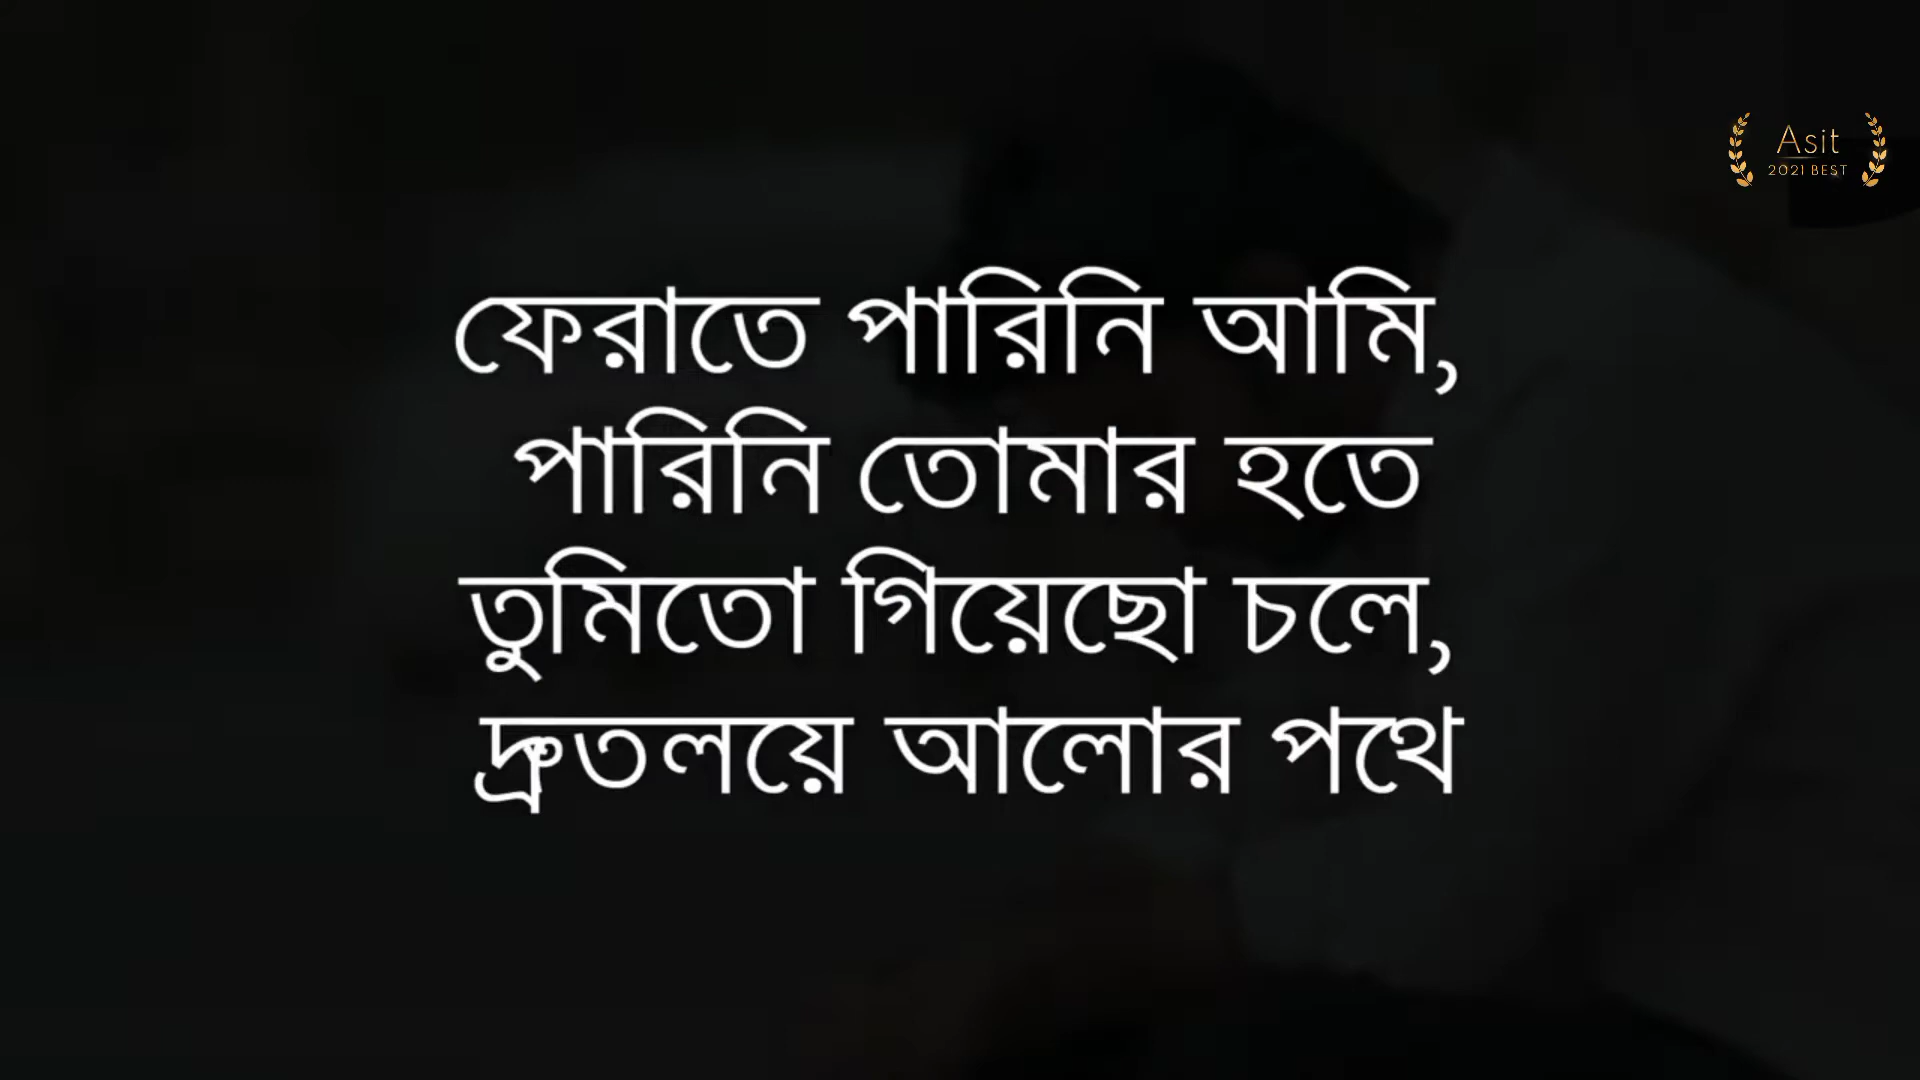 Asit
2021 BEST
ফেরাতে পারিনি আমি,
পারিনি তোমার হতে
তুমিতো গিয়েছো চলে,
দ্রুতলয়ে আলোর পথে